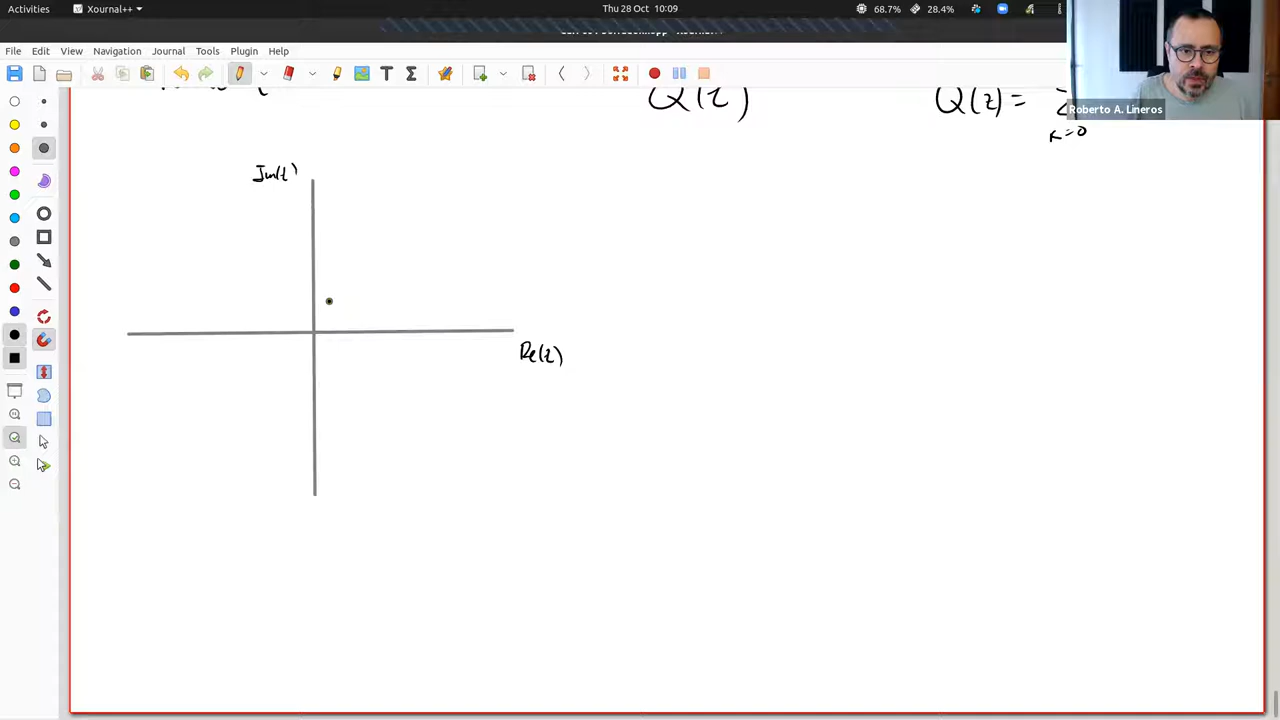 Activities Xournal++ Thu 28 Oct 10:09 68.7% 28.4%
File Edit View Navigation Journal Tools Plugin Help
Roberto A. Lineros
Q(z)
Q(z) =
k=0
Im(z)
Re(z)